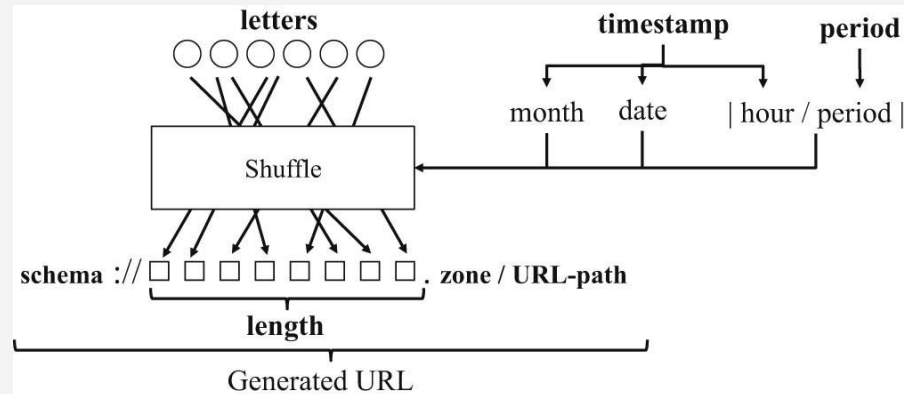 letters
timestamp
period
month
date
| hour / period |
Shuffle
schema ://
. zone / URL-path
length
Generated URL